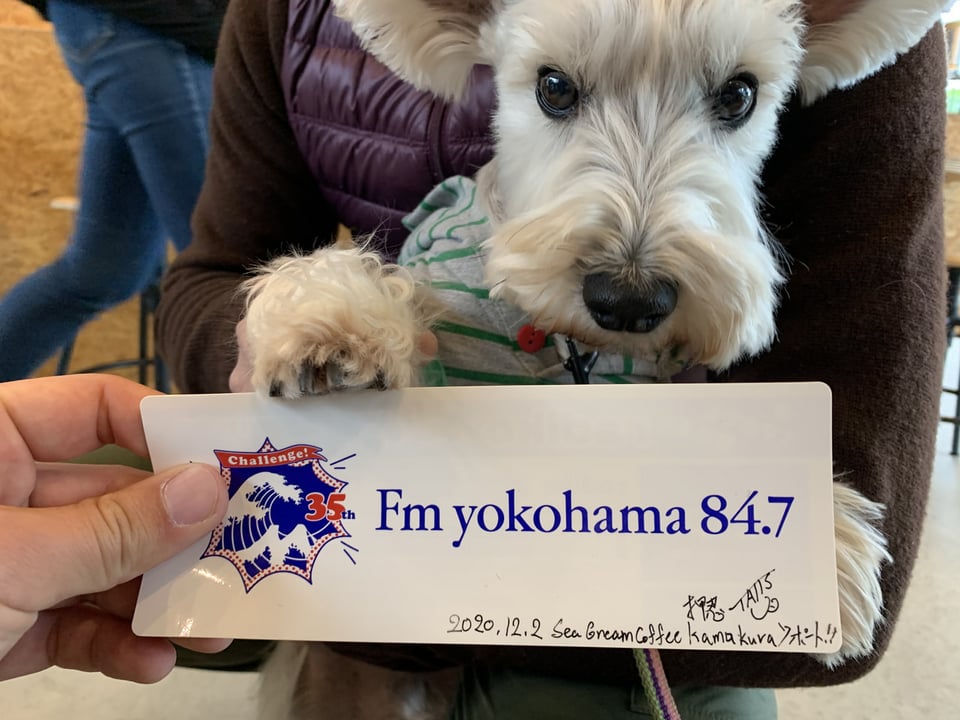 Challenge!
35th
Fm yokohama 84.7
2020.12.2 Sea Gream Coffee Kamakura